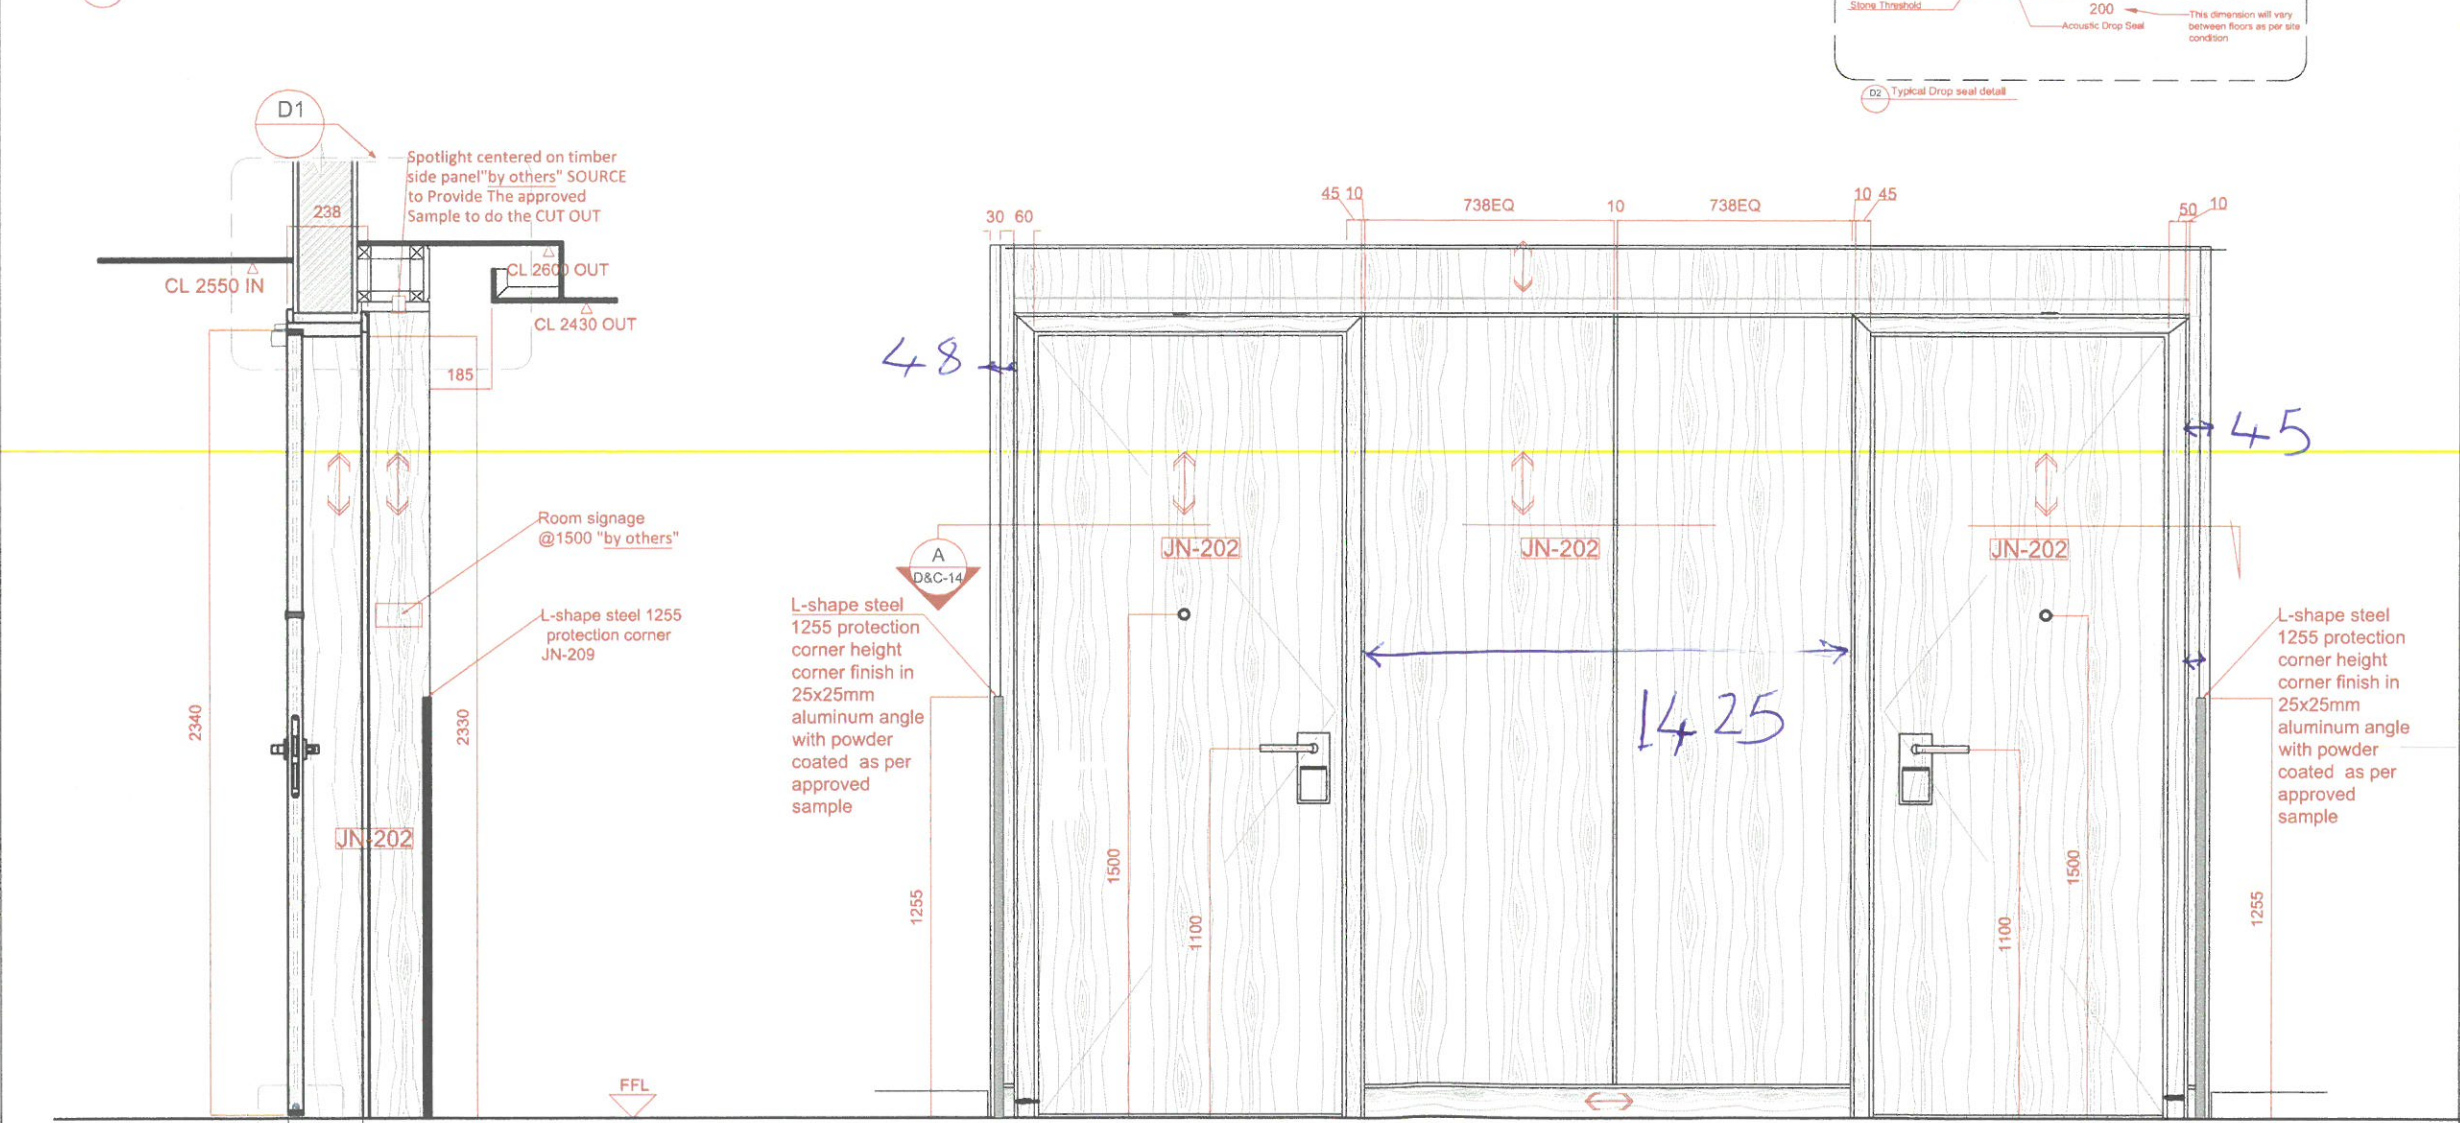 Stone Threshold
200
Acoustic Drop Seal
This dimension will vary
between floors as per site
condition
D2
Typical Drop seal detail
D1
Spotlight centered on timber
side panel"by others" SOURCE
to Provide The approved
Sample to do the CUT OUT
238
CL 2550 IN
CL 2600 OUT
CL 2430 OUT
185
2340
2330
Room signage
@1500 "by others"
L-shape steel 1255
protection corner
JN-209
JN-202
FFL
30 60
45 10
738EQ
10
738EQ
10 45
50
10
48
45
A
D&C-14
JN-202
JN-202
JN-202
L-shape steel
1255 protection
corner height
corner finish in
25x25mm
aluminum angle
with powder
coated as per
approved
sample
1255
1500
1100
1425
1100
1500
1255
L-shape steel
1255 protection
corner height
corner finish in
25x25mm
aluminum angle
with powder
coated as per
approved
sample